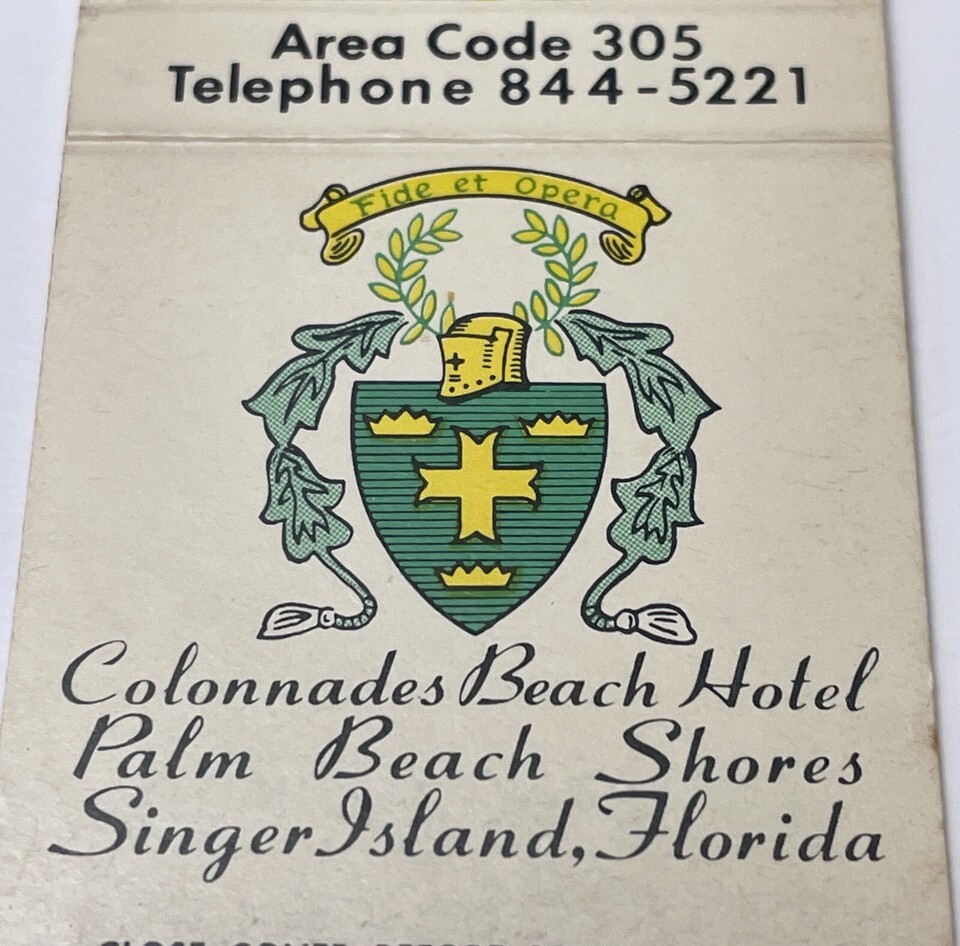 Area Code 305
Telephone 844-5221
Fide et Opera
Colonnades Beach Hotel
Palm Beach Shores
Singer Island, Florida